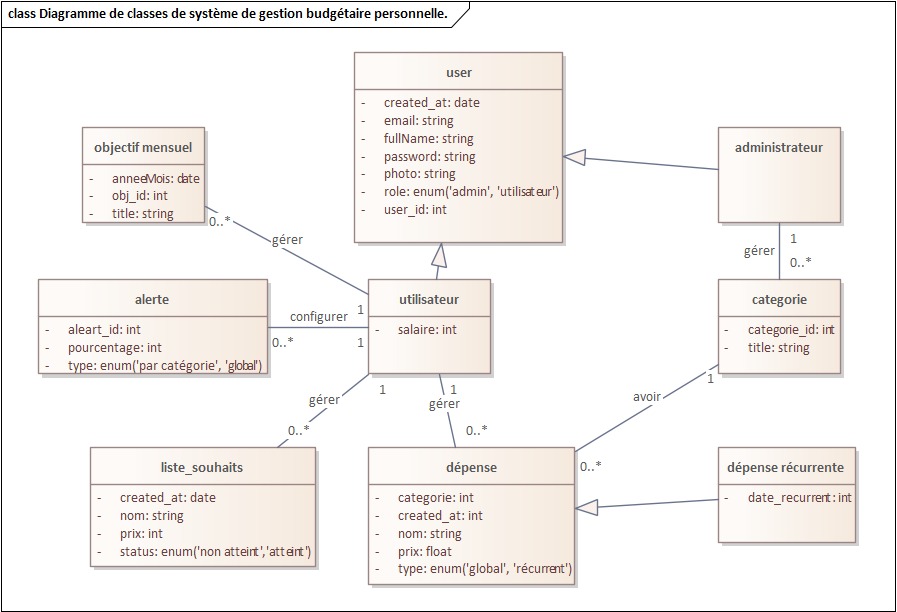 class Diagramme de classes de système de gestion budgétaire personnelle.
user
- created_at: date
- email: string
- fullName: string
- password: string
- photo: string
- role: enum('admin', 'utilisateur')
- user_id: int
objectif mensuel
- anneeMois: date
- obj_id: int
- title: string
administrateur
0..*
gérer
1
gérer
1
0..*
alerte
- aleart_id: int
- pourcentage: int
- type: enum('par catégorie', 'global')
configurer
0..*
1
utilisateur
- salaire: int
categorie
- categorie_id: int
- title: string
gérer
1
0..*
1
gérer
0..*
avoir
1
0..*
liste_souhaits
- created_at: date
- nom: string
- prix: int
- status: enum('non atteint','atteint')
dépense
- categorie: int
- created_at: int
- nom: string
- prix: float
- type: enum('global', 'récurrent')
dépense récurrente
- date_recurrent: int